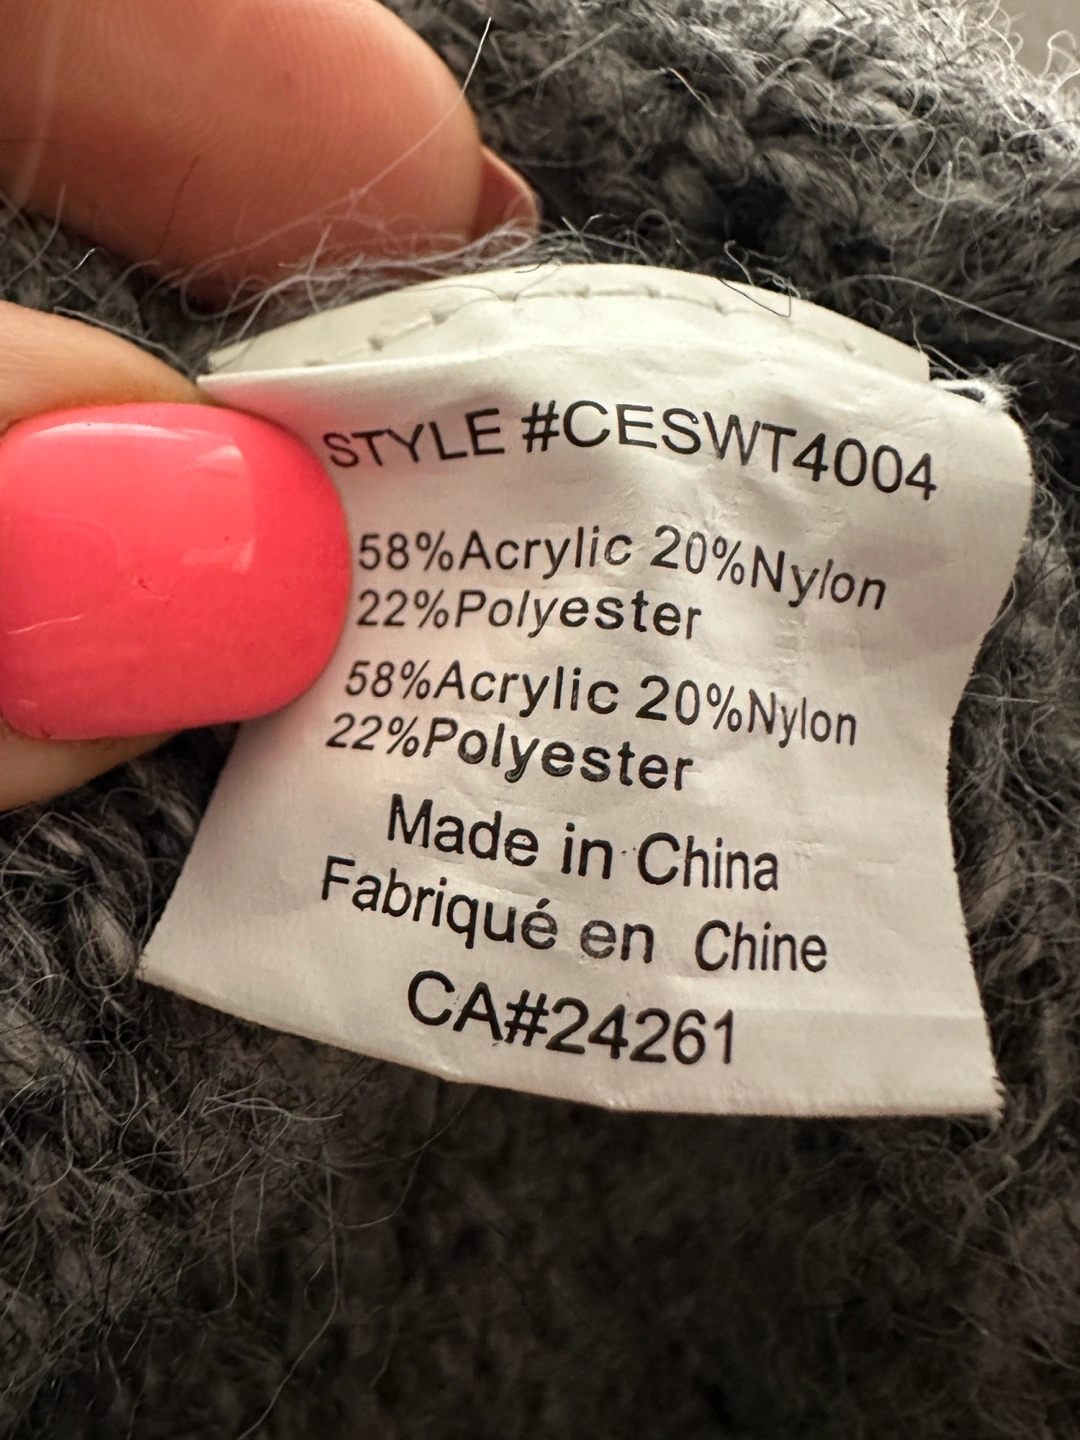 STYLE #CESWT4004
58%Acrylic 20%Nylon
22%Polyester
58%Acrylic 20%Nylon
22%Polyester
Made in China
Fabriqué en Chine
CA#24261